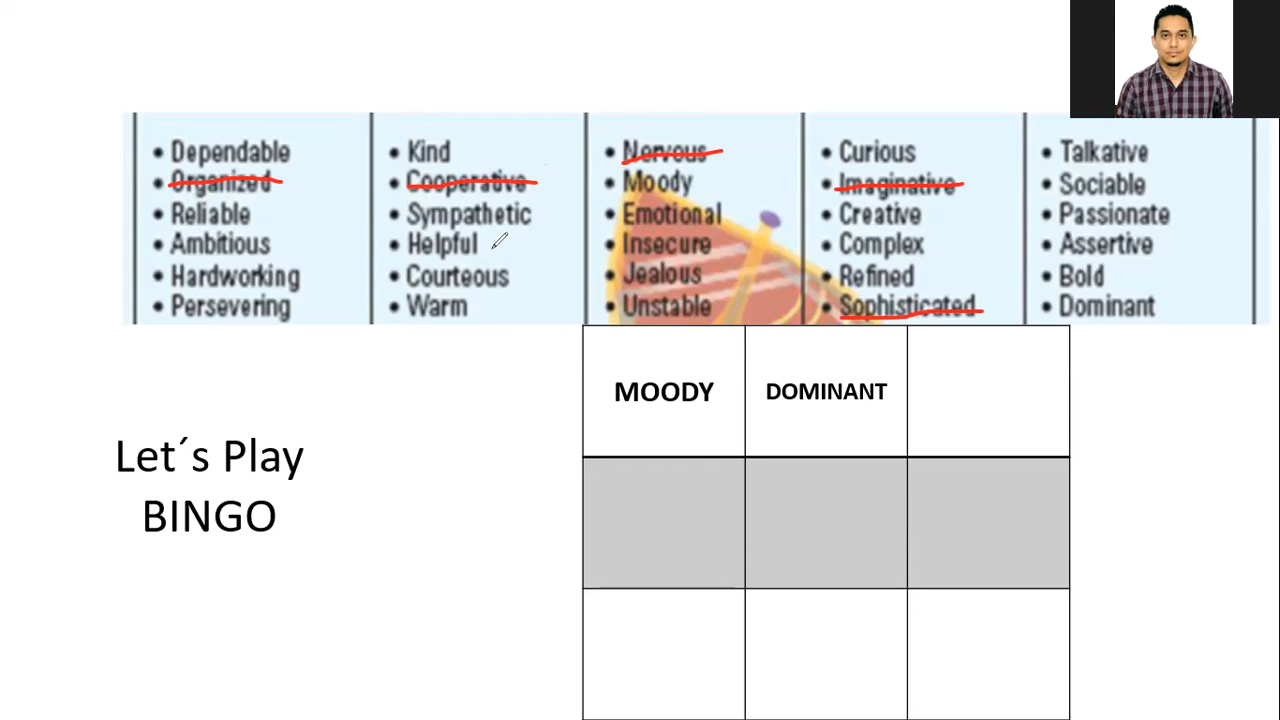 • Dependable
• Organized
• Reliable
• Ambitious
• Hardworking
• Persevering
• Kind
• Cooperative
• Sympathetic
• Helpful
• Courteous
• Warm
• Nervous
• Moody
• Emotional
• Insecure
• Jealous
• Unstable
• Curious
• Imaginative
• Creative
• Complex
• Refined
• Sophisticated
• Talkative
• Sociable
• Passionate
• Assertive
• Bold
• Dominant
Let´s Play
BINGO
MOODY
DOMINANT